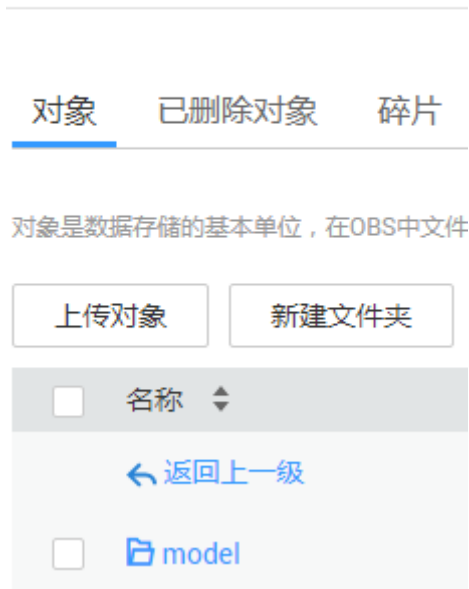 对象 已删除对象 碎片
对象是数据存储的基本单位，在OBS中文件
上传对象 新建文件夹
名称
返回上一级
model